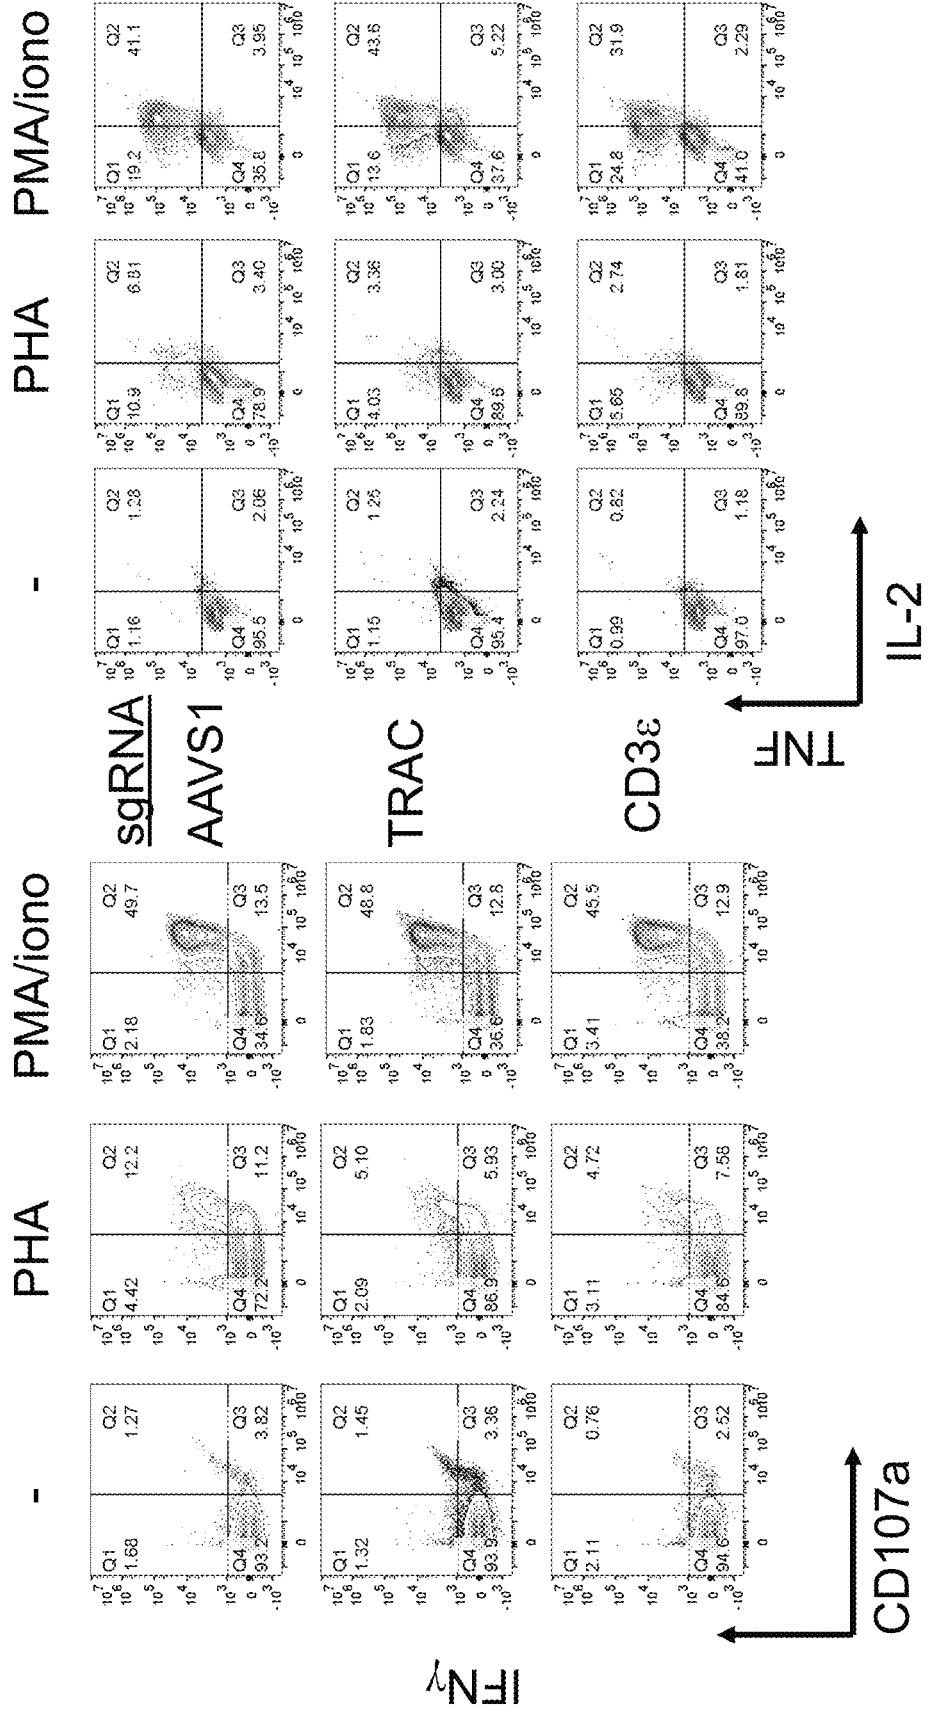 - PHA PMA/iono - PHA PMA/iono
sgRNA
AAVS1
Q1 Q2 Q1 Q2 Q1 Q2
1.68 1.27 4.42 12.2 2.18 49.7
Q4 Q3 Q4 Q3 Q4 Q3
93.2 3.82 72.2 11.2 34.6 13.5
Q1 Q2 Q1 Q2 Q1 Q2
1.16 1.28 10.9 6.81 19.2 41.1
Q4 Q3 Q4 Q3 Q4 Q3
95.5 2.06 78.9 3.40 35.8 3.95
TRAC
Q1 Q2 Q1 Q2 Q1 Q2
1.32 1.45 2.09 5.10 1.83 48.8
Q4 Q3 Q4 Q3 Q4 Q3
93.9 3.36 86.9 5.93 36.6 12.8
Q1 Q2 Q1 Q2 Q1 Q2
1.15 1.25 4.03 3.36 13.6 43.6
Q4 Q3 Q4 Q3 Q4 Q3
95.4 2.24 89.6 3.00 37.6 5.22
CD3ε
Q1 Q2 Q1 Q2 Q1 Q2
2.11 0.76 3.11 4.72 3.41 45.5
Q4 Q3 Q4 Q3 Q4 Q3
94.6 2.52 84.6 7.58 38.2 12.9
Q1 Q2 Q1 Q2 Q1 Q2
0.99 0.82 5.65 2.74 24.8 31.9
Q4 Q3 Q4 Q3 Q4 Q3
97.0 1.18 89.8 1.81 41.0 2.29
IFNγ
CD107a
TNF
IL-2